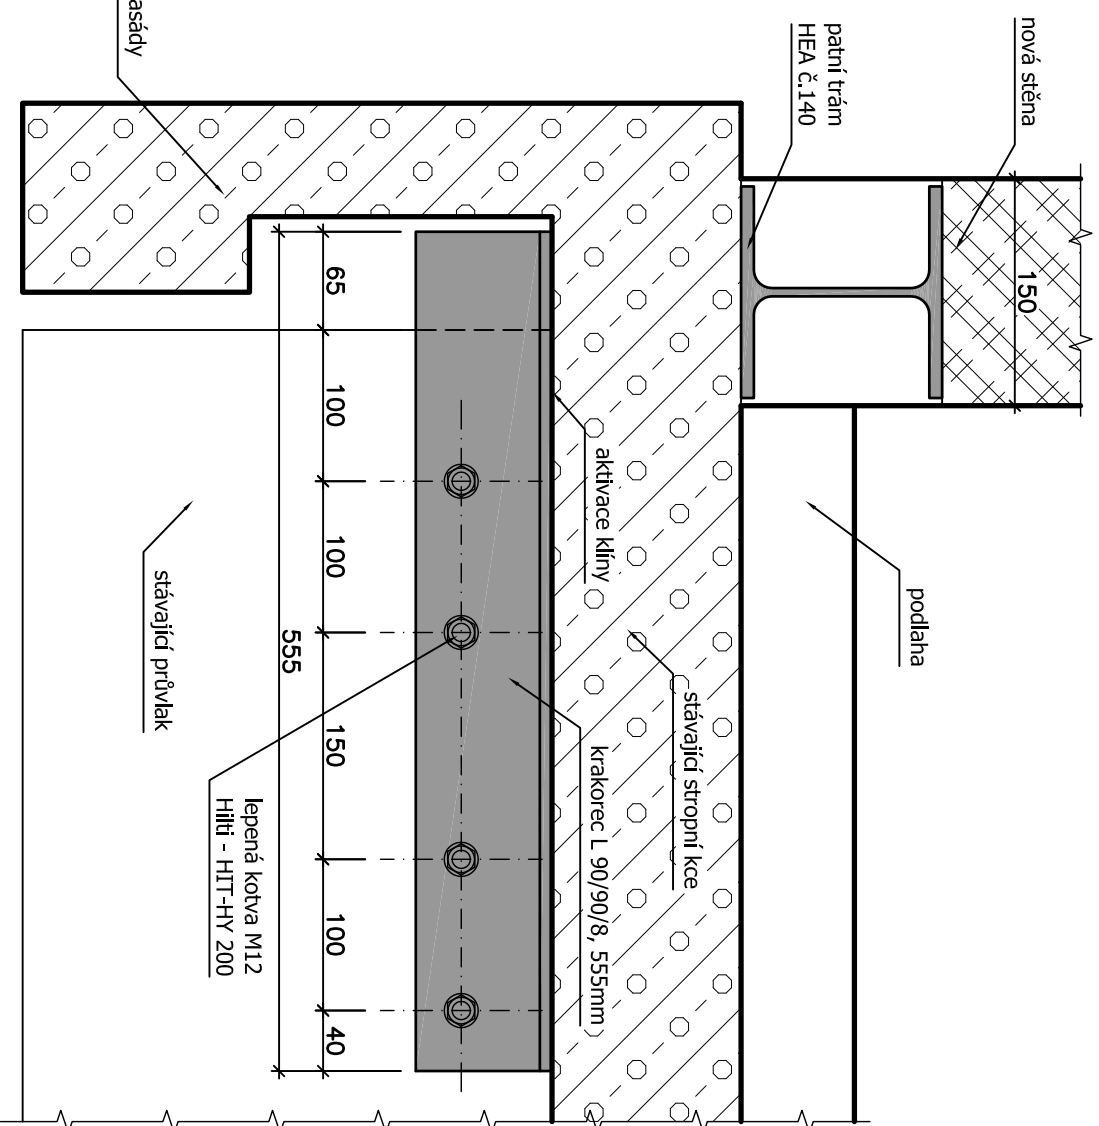 nová stěna
patní trám
HEA č.140
150
podlaha
aktivace klíny
stávající stropní kce
krakorec L 90/90/8, 555mm
65
100
100
150
100
40
555
lepená kotva M12
Hilti - HIT-HY 200
stávající průvlak